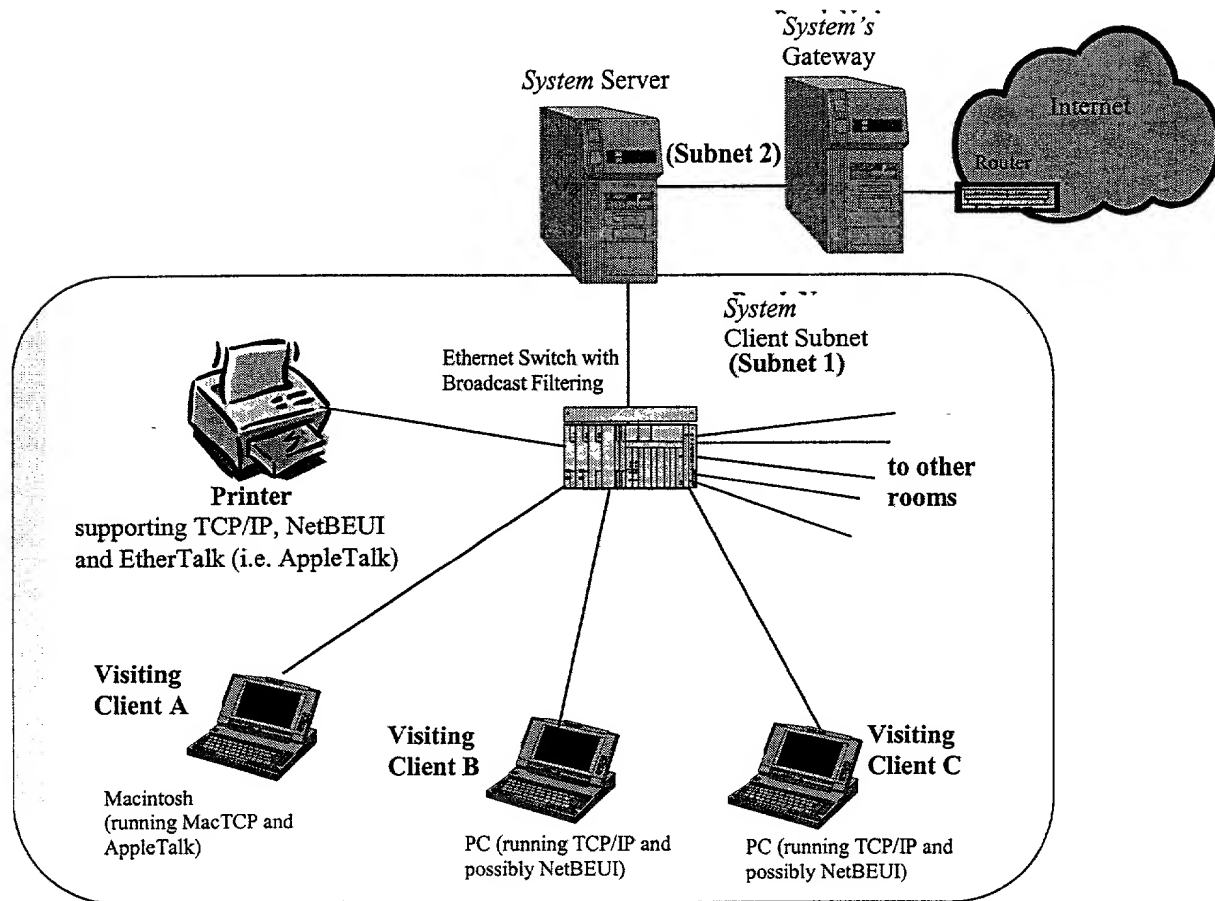 System's
Gateway
System Server
Internet
(Subnet 2)
Router
System
Client Subnet
(Subnet 1)
Ethernet Switch with
Broadcast Filtering
to other
rooms
Printer
supporting TCP/IP, NetBEUI
and EtherTalk (i.e. AppleTalk)
Visiting
Client A
Visiting
Client B
Visiting
Client C
Macintosh
(running MacTCP and
AppleTalk)
PC (running TCP/IP and
possibly NetBEUI)
PC (running TCP/IP and
possibly NetBEUI)